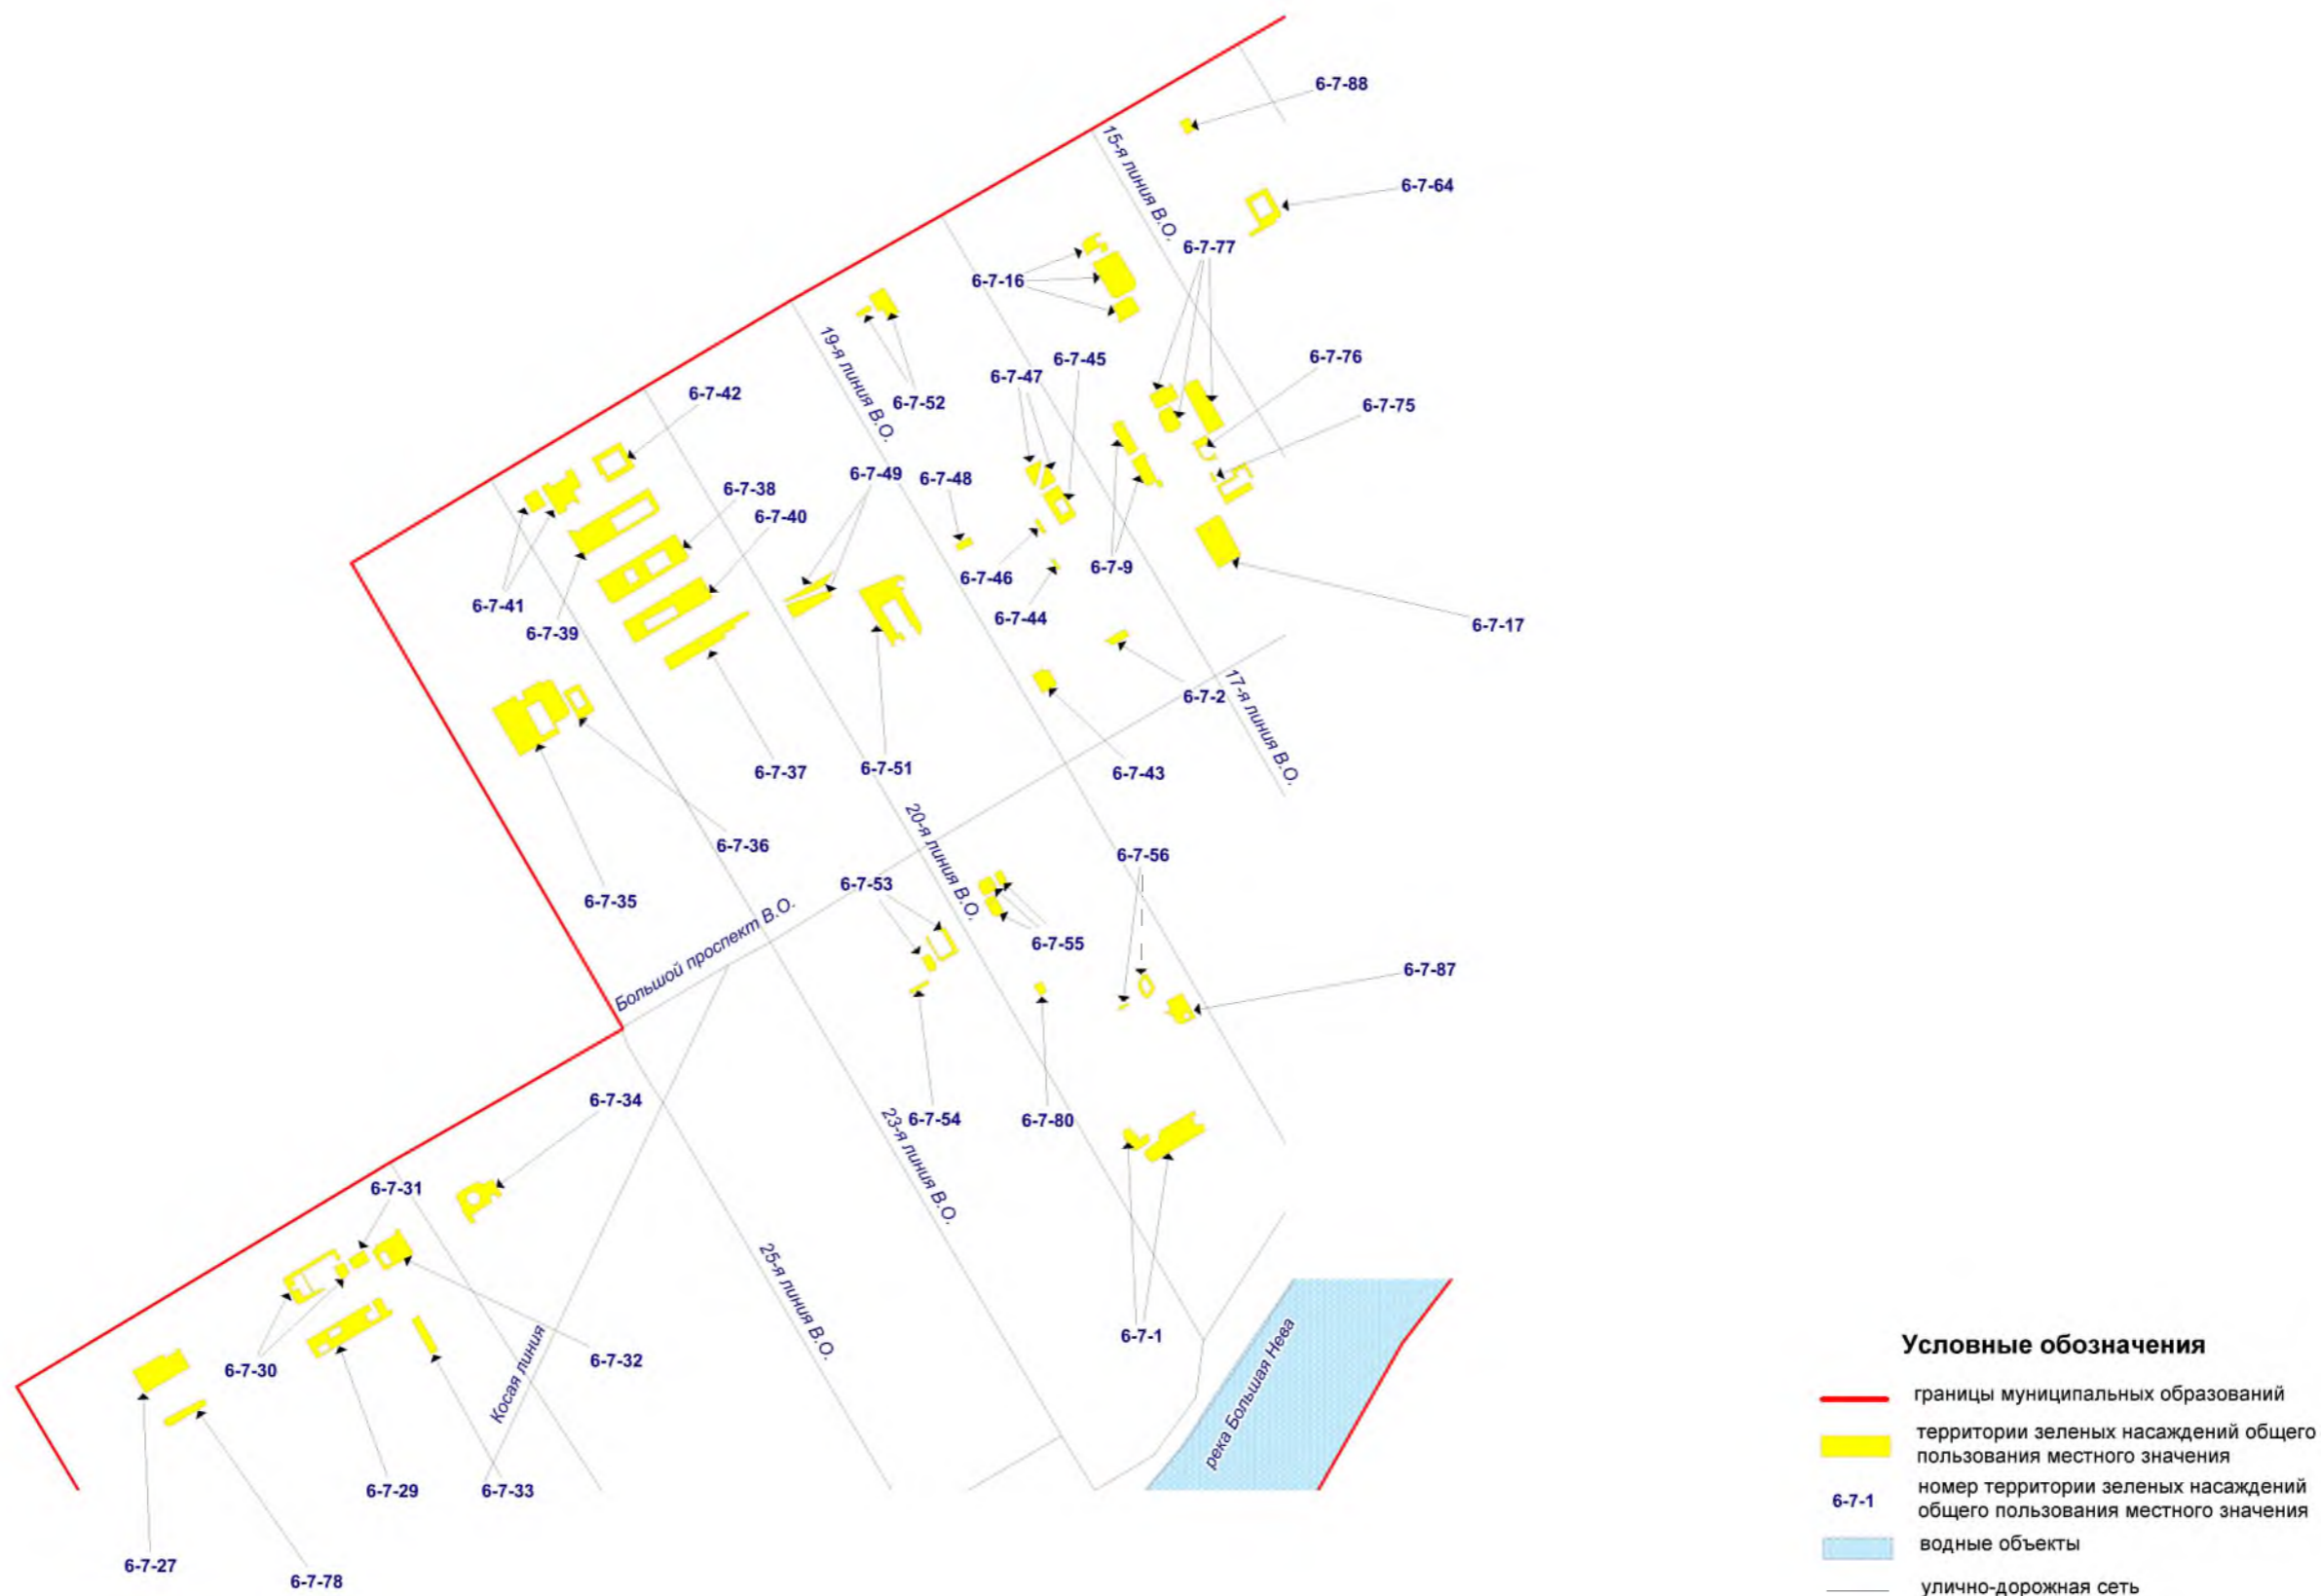 6-7-88
15-я линия В.О.
6-7-64
6-7-77
6-7-16
19-я линия В.О.
6-7-45
6-7-76
6-7-47
6-7-42
6-7-52
6-7-75
6-7-49
6-7-48
6-7-38
6-7-40
6-7-9
6-7-46
6-7-41
6-7-44
6-7-17
6-7-39
17-я линия В.О.
6-7-2
6-7-37
6-7-51
6-7-43
20-я линия В.О.
6-7-36
6-7-56
6-7-53
6-7-35
Большой проспект В.О.
6-7-55
6-7-87
6-7-34
23-я линия В.О.
6-7-54
6-7-80
6-7-31
25-я линия В.О.
6-7-1
река Большая Нева
6-7-32
6-7-30
Косая линия
6-7-29
6-7-33
6-7-27
6-7-78
Условные обозначения
границы муниципальных образований
территории зеленых насаждений общего
пользования местного значения
6-7-1
номер территории зеленых насаждений
общего пользования местного значения
водные объекты
улично-дорожная сеть